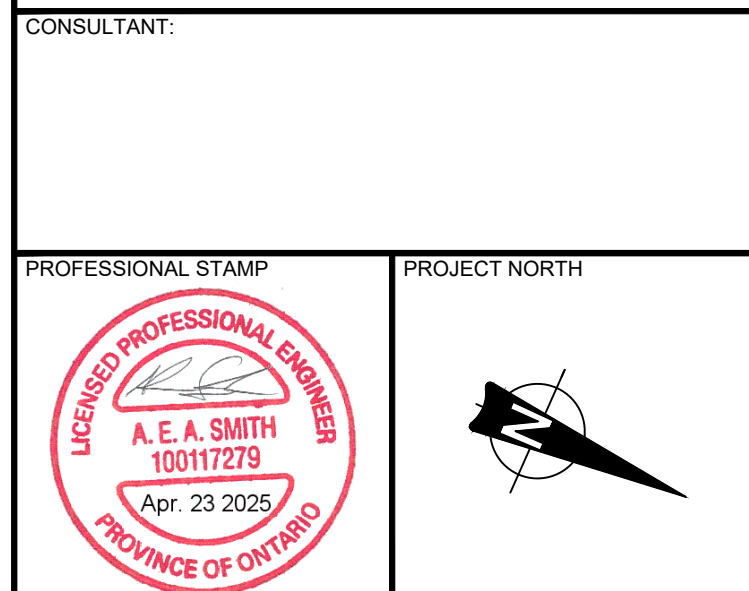 CONSULTANT:
PROFESSIONAL STAMP
LICENSED PROFESSIONAL ENGINEER
A. E. A. SMITH
100117279
Apr. 23 2025
PROVINCE OF ONTARIO
PROJECT NORTH
N